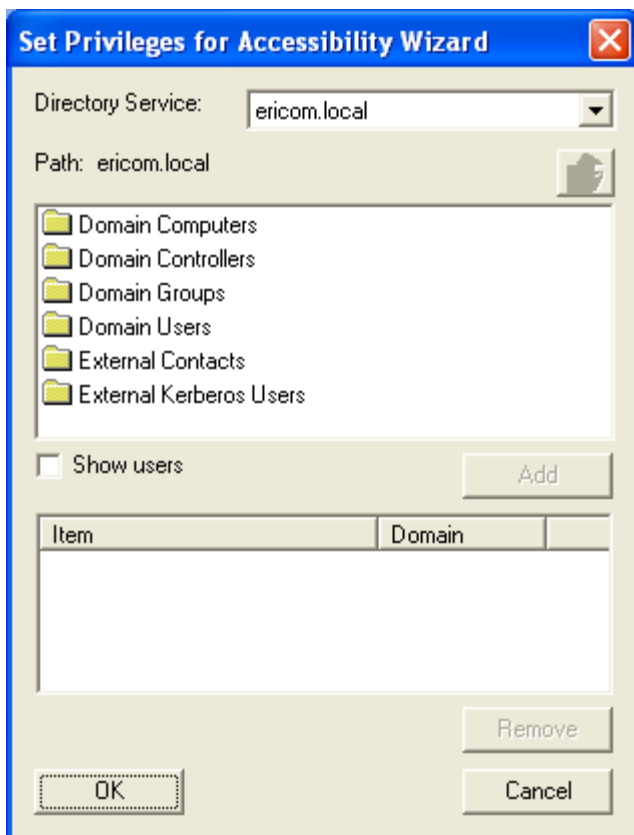 Set Privileges for Accessibility Wizard
Directory Service: ericom.local
Path: ericom.local
Domain Computers
Domain Controllers
Domain Groups
Domain Users
External Contacts
External Kerberos Users
Show users Add
Item Domain
Remove
OK Cancel